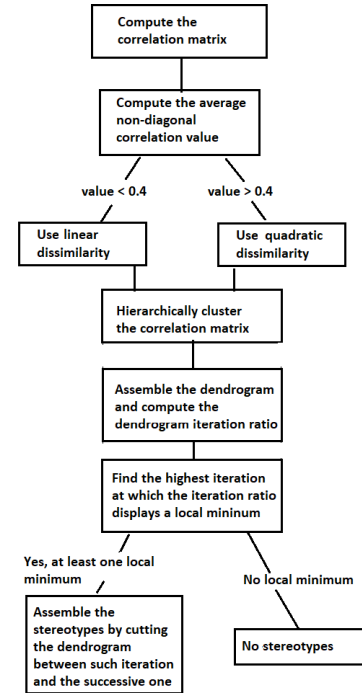 Compute the
correlation matrix
Compute the average
non-diagonal
correlation value
value < 0.4
value > 0.4
Use linear
dissimilarity
Use quadratic
dissimilarity
Hierarchically cluster
the correlation matrix
Assemble the dendrogram
and compute the
dendrogram iteration ratio
Find the highest iteration
at which the iteration ratio
displays a local mininum
Yes, at least one local
minimum
No local minimum
Assemble the
stereotypes by cutting
the dendrogram
between such iteration
and the successive one
No stereotypes